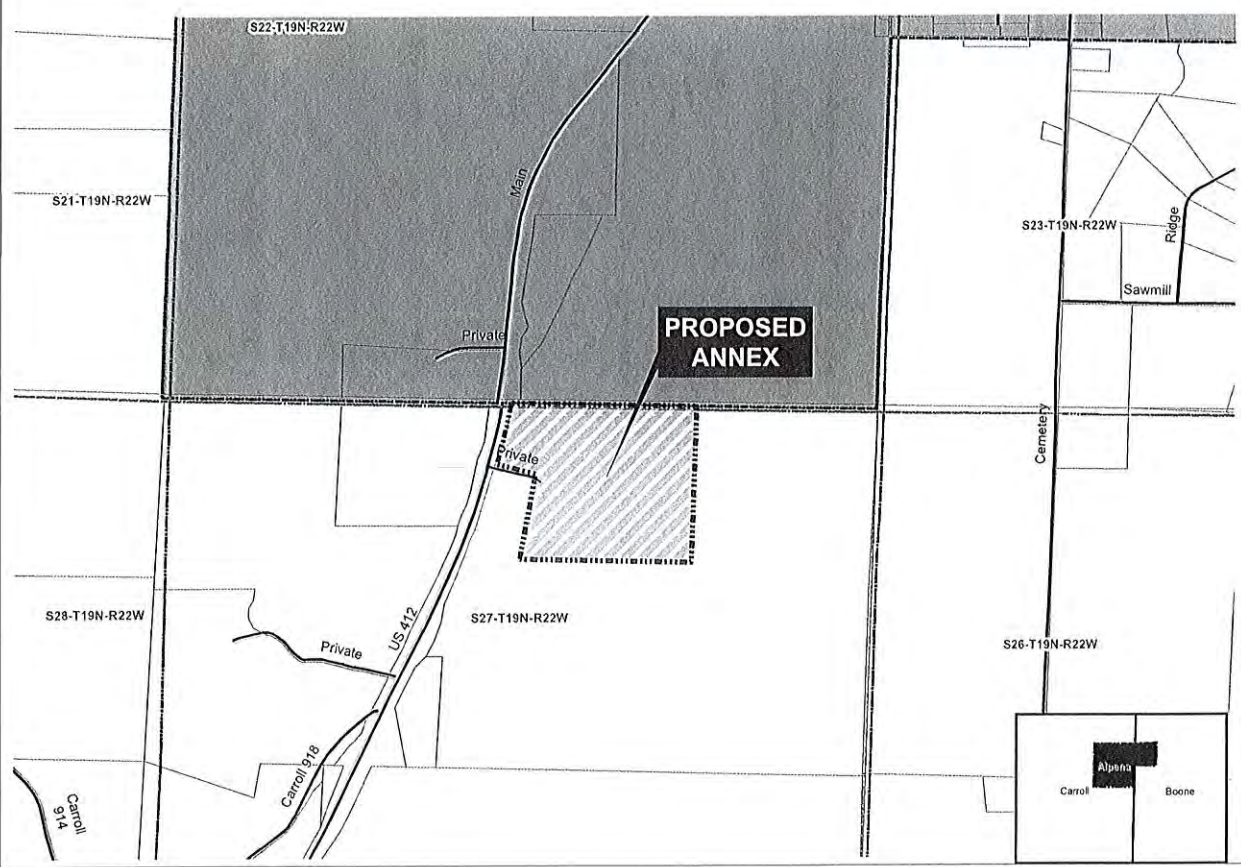 S22-T19N-R22W
Main
S21-T19N-R22W
S23-T19N-R22W
Ridge
Sawmill
PROPOSED
ANNEX
Private
Cemetery
Private
S28-T19N-R22W
US 412
S27-T19N-R22W
Private
S26-T19N-R22W
Carroll 918
Carroll
914
Alpena
Carroll
Boone